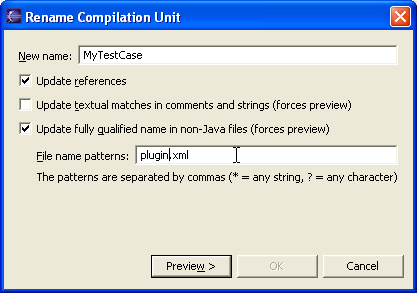 Rename Compilation Unit
New name: MyTestCase
Update references
Update textual matches in comments and strings (forces preview)
Update fully qualified name in non-Java files (forces preview)
File name patterns: plugin.xml
The patterns are separated by commas (* = any string, ? = any character)
Preview > OK Cancel